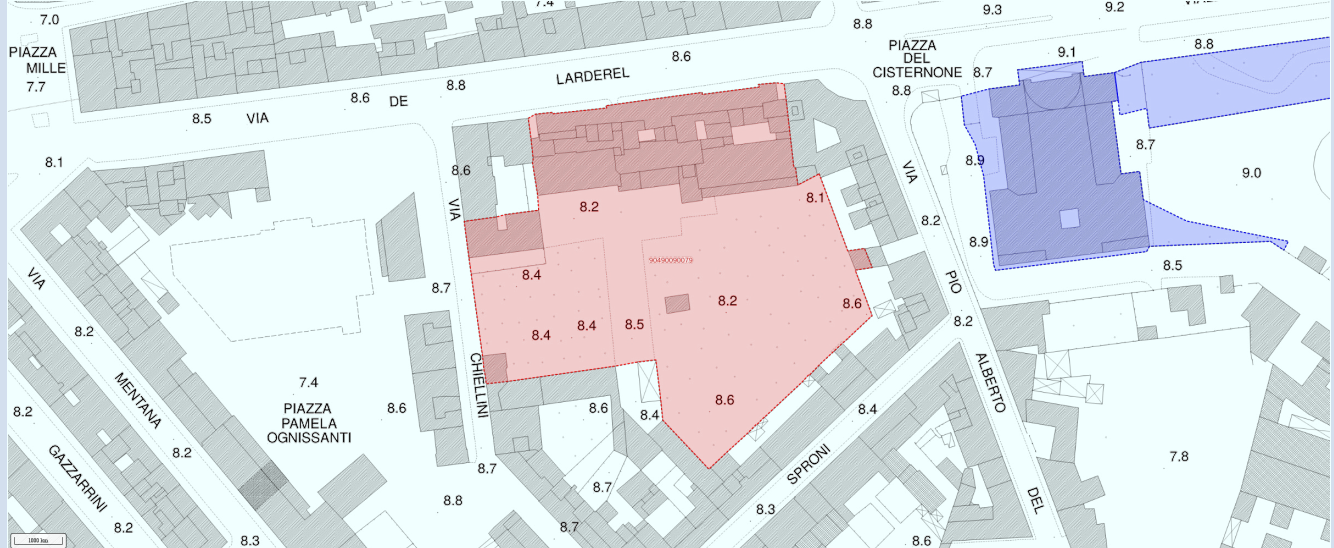 7.0
7.4
8.8
9.3
9.2
PIAZZA
MILLE
7.7
8.6
8.8
LARDEREL
8.6
DE
VIA
8.5
PIAZZA
DEL
CISTERNONE
8.7
8.8
9.1
8.8
8.1
8.6
VIA
8.2
8.1
VIA
8.9
8.7
9.0
8.2
8.9
8.5
90490090079
8.4
8.7
8.2
8.6
PIO
8.2
VIA
8.2
8.4
8.4
8.5
CHIELLINI
ALBERTO
7.4
PIAZZA
PAMELA
OGNISSANTI
MENTANA
8.6
8.6
8.4
8.6
8.4
8.2
8.2
GAZZARRINI
8.7
8.7
SPRONI
7.8
8.8
8.3
DEL
8.2
8.3
8.7
8.6
1000 km